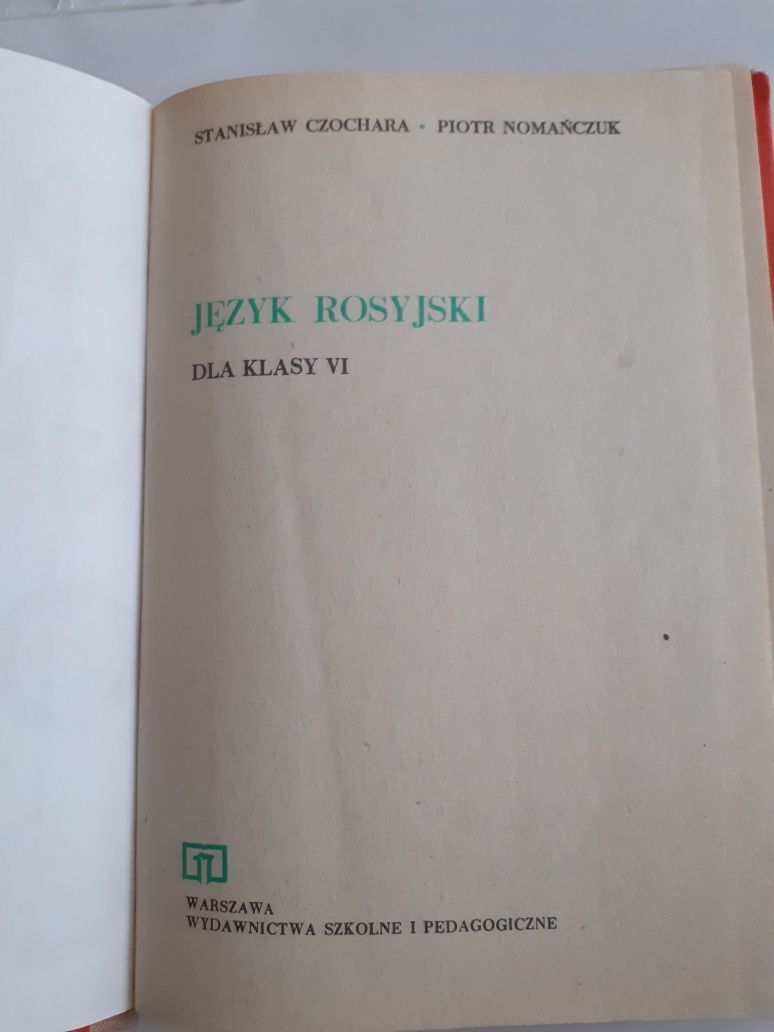 STANISŁAW CZOCHARA • PIOTR NOMAŃCZUK
JĘZYK ROSYJSKI
DLA KLASY VI
WARSZAWA
WYDAWNICTWA SZKOLNE I PEDAGOGICZNE